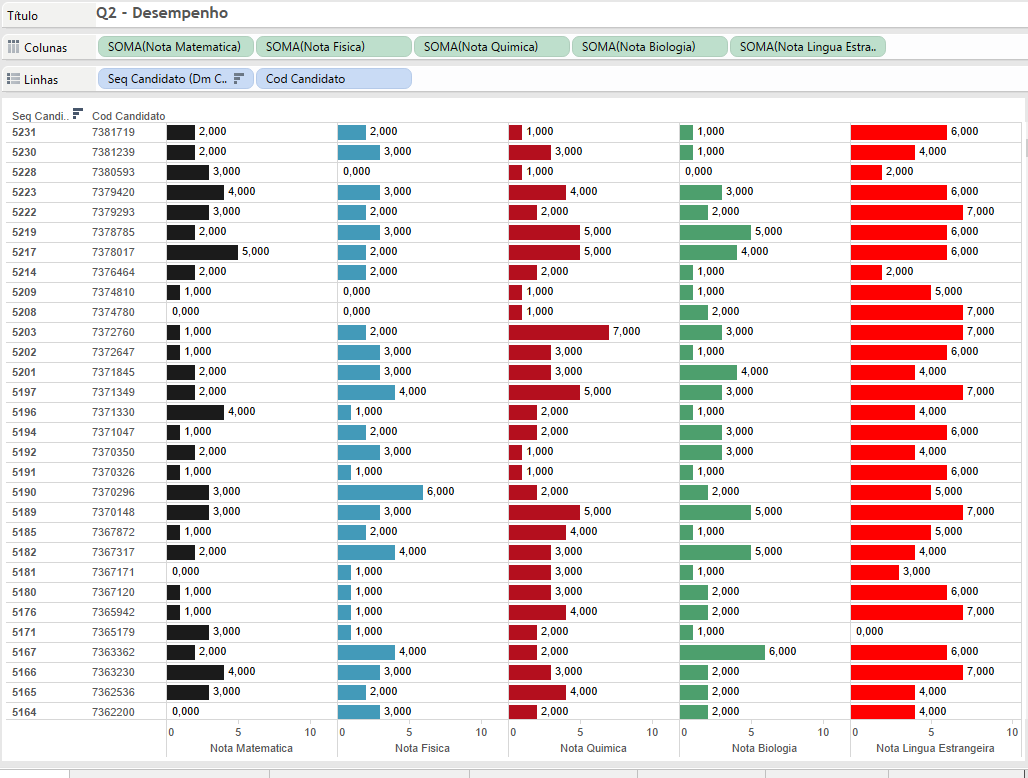 Título Q2 - Desempenho
Colunas SOMA(Nota Matematica) SOMA(Nota Fisica) SOMA(Nota Quimica) SOMA(Nota Biologia) SOMA(Nota Lingua Estra..
Linhas Seq Candidato (Dm C.. Cod Candidato
Seq Candi.. Cod Candidato
5231 7381719 2,000 2,000 1,000 1,000 6,000
5230 7381239 2,000 3,000 3,000 1,000 4,000
5228 7380593 3,000 0,000 1,000 0,000 2,000
5223 7379420 4,000 3,000 4,000 3,000 6,000
5222 7379293 3,000 2,000 2,000 2,000 7,000
5219 7378785 2,000 3,000 5,000 5,000 6,000
5217 7378017 5,000 2,000 5,000 4,000 6,000
5214 7376464 2,000 2,000 2,000 1,000 2,000
5209 7374810 1,000 0,000 1,000 1,000 5,000
5208 7374780 0,000 0,000 1,000 2,000 7,000
5203 7372760 1,000 2,000 7,000 3,000 7,000
5202 7372647 1,000 3,000 3,000 1,000 6,000
5201 7371845 2,000 3,000 3,000 4,000 4,000
5197 7371349 2,000 4,000 5,000 3,000 7,000
5196 7371330 4,000 1,000 2,000 1,000 4,000
5194 7371047 1,000 2,000 2,000 3,000 6,000
5192 7370350 2,000 3,000 1,000 3,000 4,000
5191 7370326 1,000 1,000 1,000 1,000 6,000
5190 7370296 3,000 6,000 2,000 2,000 5,000
5189 7370148 3,000 3,000 5,000 5,000 7,000
5185 7367872 1,000 2,000 4,000 1,000 5,000
5182 7367317 2,000 4,000 3,000 5,000 4,000
5181 7367171 0,000 1,000 3,000 1,000 3,000
5180 7367120 1,000 1,000 3,000 2,000 6,000
5176 7365942 1,000 1,000 4,000 2,000 7,000
5171 7365179 3,000 1,000 2,000 1,000 0,000
5167 7363362 2,000 4,000 2,000 6,000 6,000
5166 7363230 4,000 3,000 3,000 2,000 7,000
5165 7362536 3,000 2,000 4,000 2,000 4,000
5164 7362200 0,000 3,000 2,000 2,000 4,000
0 5 10 0 5 10 0 5 10 0 5 10 0 5 10
Nota Matematica Nota Fisica Nota Quimica Nota Biologia Nota Lingua Estrangeira